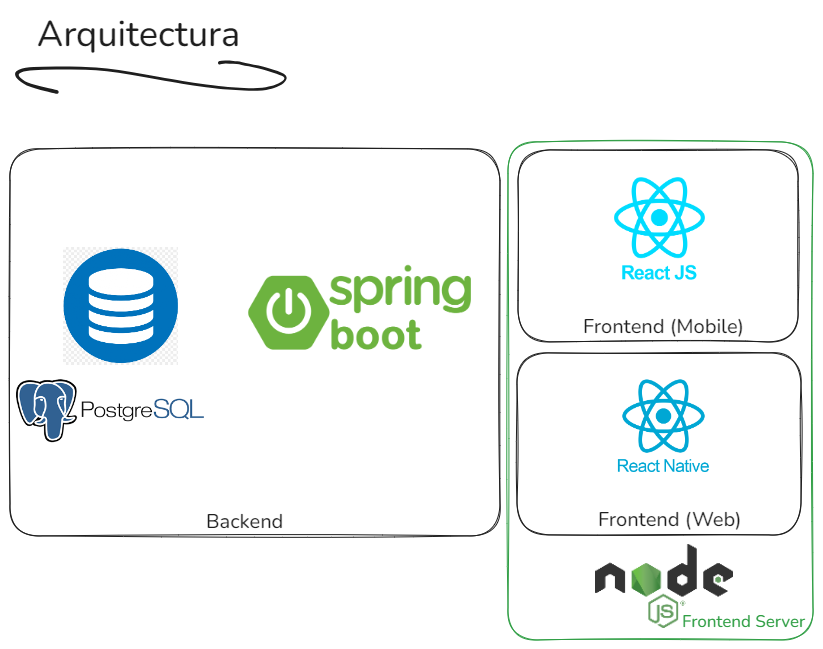 Arquitectura
spring
boot
PostgreSQL
Backend
React JS
Frontend (Mobile)
React Native
Frontend (Web)
node
JS
Frontend Server